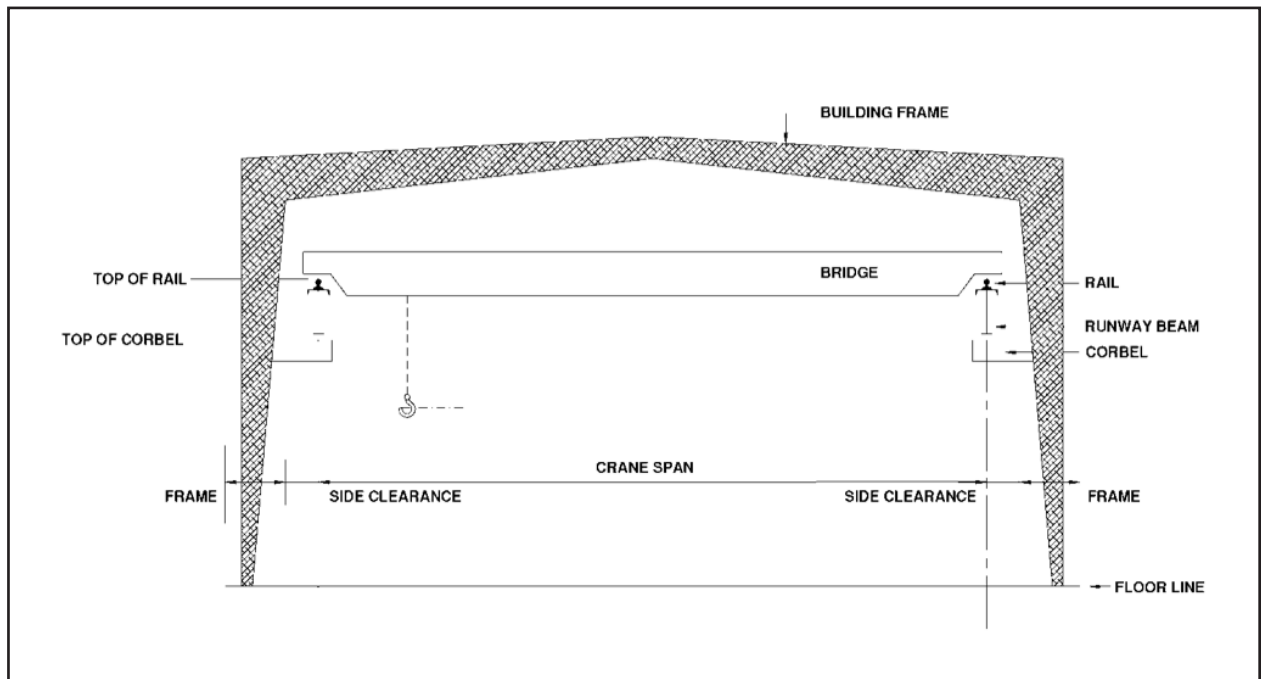 BUILDING FRAME
TOP OF RAIL
BRIDGE
RAIL
TOP OF CORBEL
RUNWAY BEAM
CORBEL
CRANE SPAN
FRAME
SIDE CLEARANCE
SIDE CLEARANCE
FRAME
FLOOR LINE